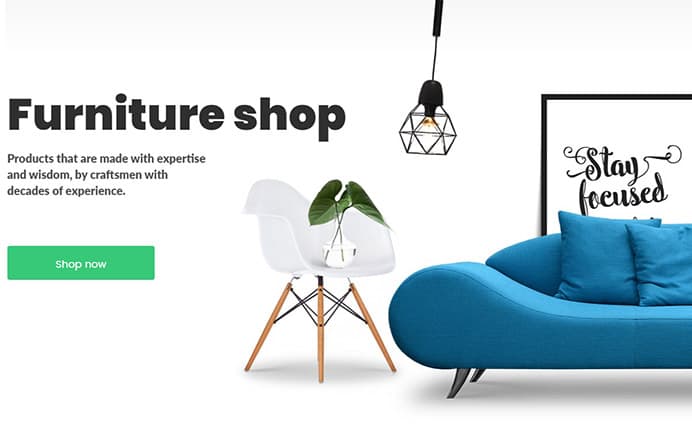 Furniture shop
Products that are made with expertise
and wisdom, by craftsmen with
decades of experience.
Shop now
Stay
focused